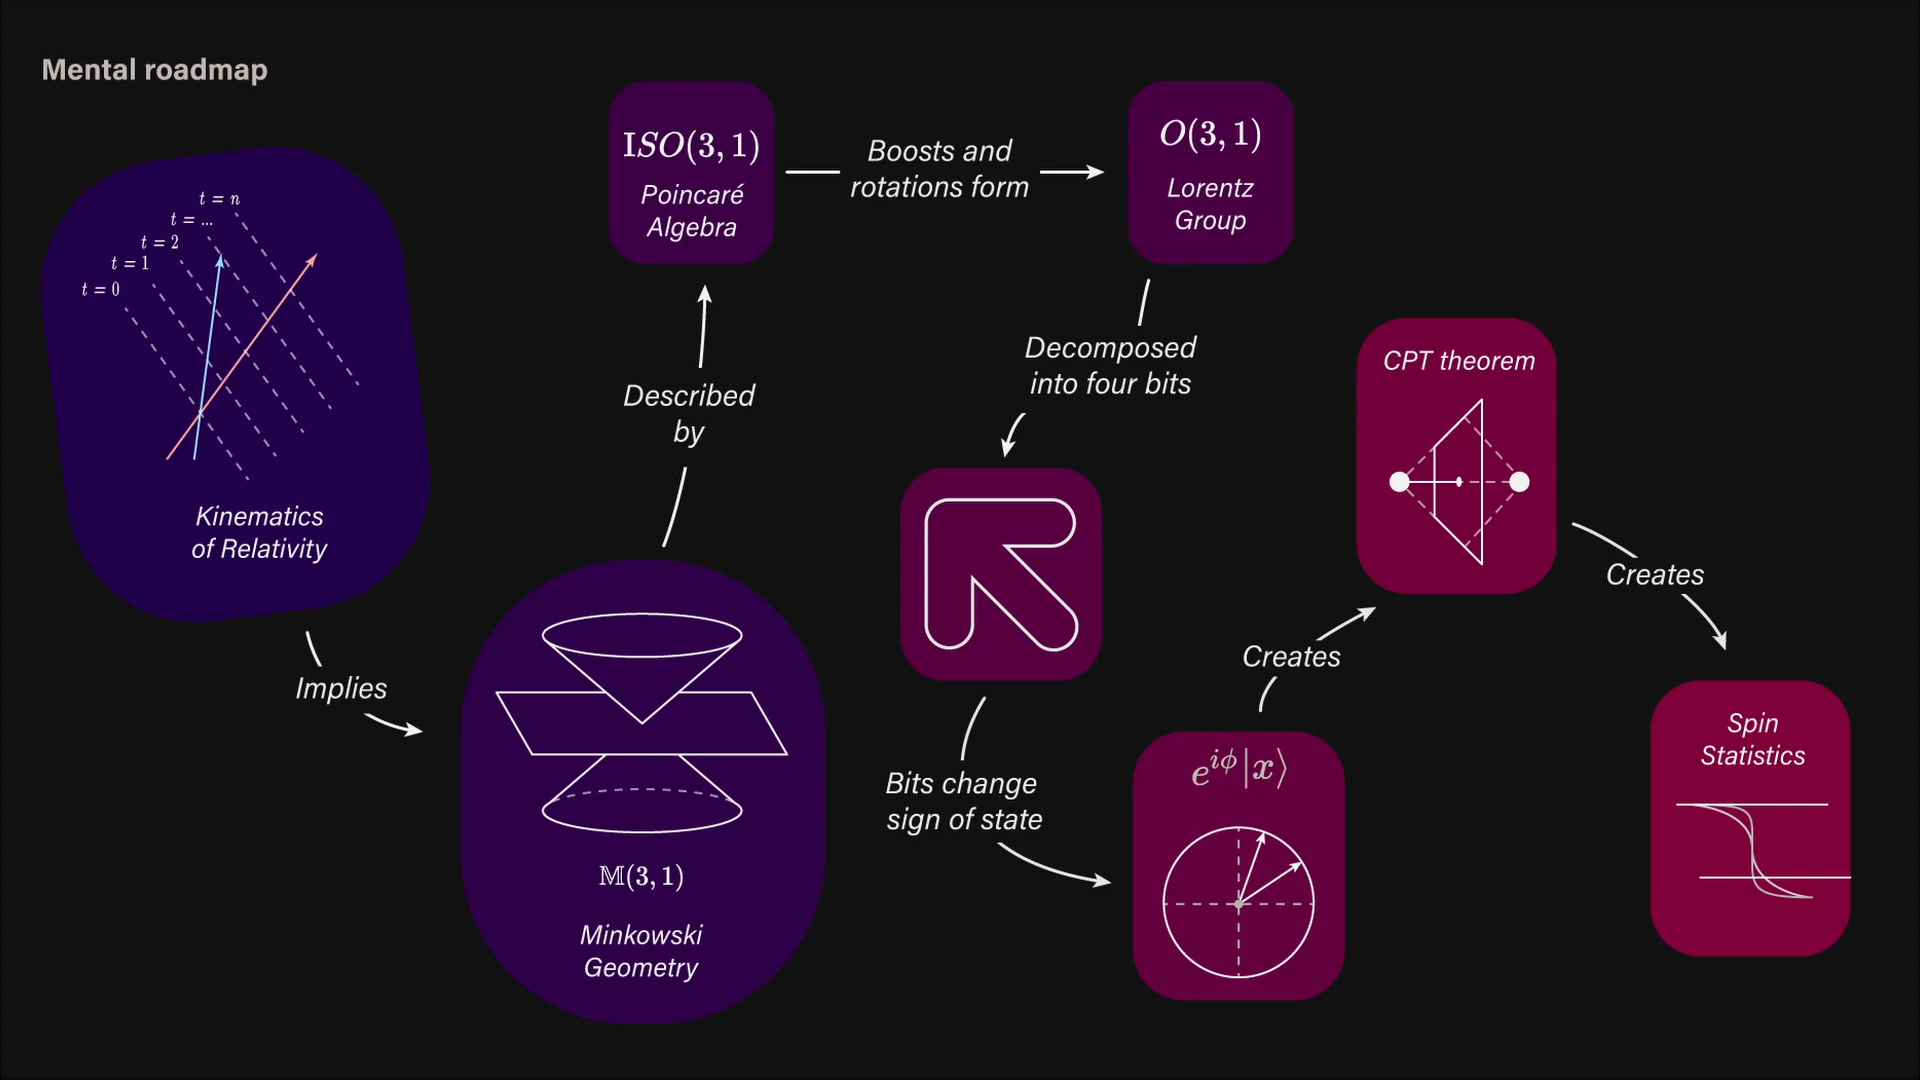 Mental roadmap
t = n
t = ...
t = 2
t = 1
t = 0
Kinematics
of Relativity
Implies
𝕄(3, 1)
Minkowski
Geometry
Described
by
ISO(3, 1)
Poincaré
Algebra
Boosts and
rotations form
O(3, 1)
Lorentz
Group
Decomposed
into four bits
Bits change
sign of state
e^{iϕ}|x⟩
Creates
CPT theorem
Creates
Spin
Statistics